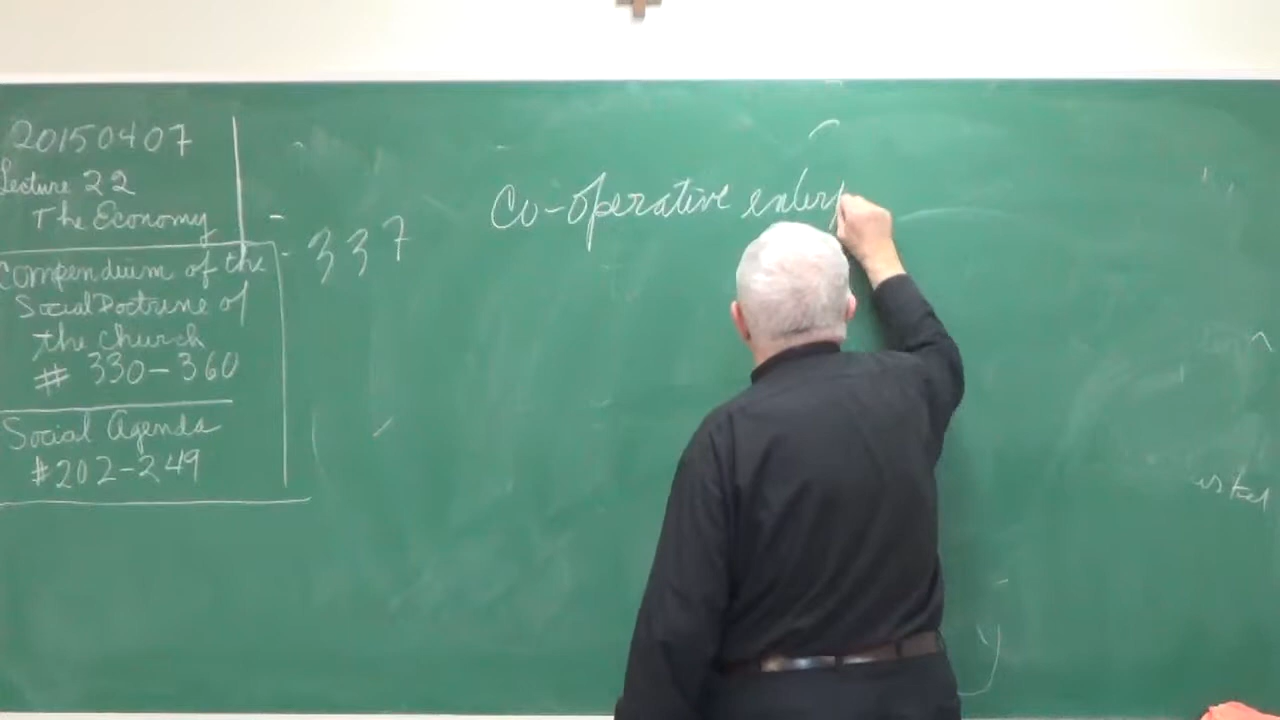 20150407
Lecture 22
The Economy
Compendium of the
Social Doctrine of
the Church
# 330-360
Social Agenda
#202-249
- 337
Co-operative enterp